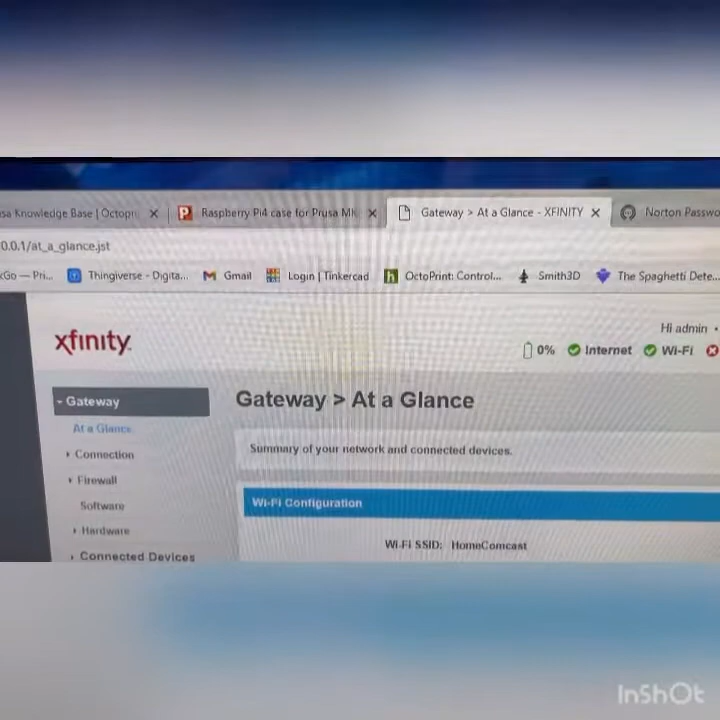 sa Knowledge Base | Octopri
Raspberry Pi4 case for Prusa MK
Gateway > At a Glance - XFINITY
Norton Passwo
0.0.1/at_a_glance.jst
Go — Pri...
Thingiverse - Digita...
Gmail
Login | Tinkercad
OctoPrint: Control...
Smith3D
The Spaghetti Dete...
xfinity
Hi admin •
0%
Internet
Wi-Fi
Gateway
Gateway > At a Glance
At a Glance
Connection
Summary of your network and connected devices.
Firewall
Software
Wi-Fi Configuration
Hardware
Wi-Fi SSID: HomeComcast
Connected Devices
InShOt